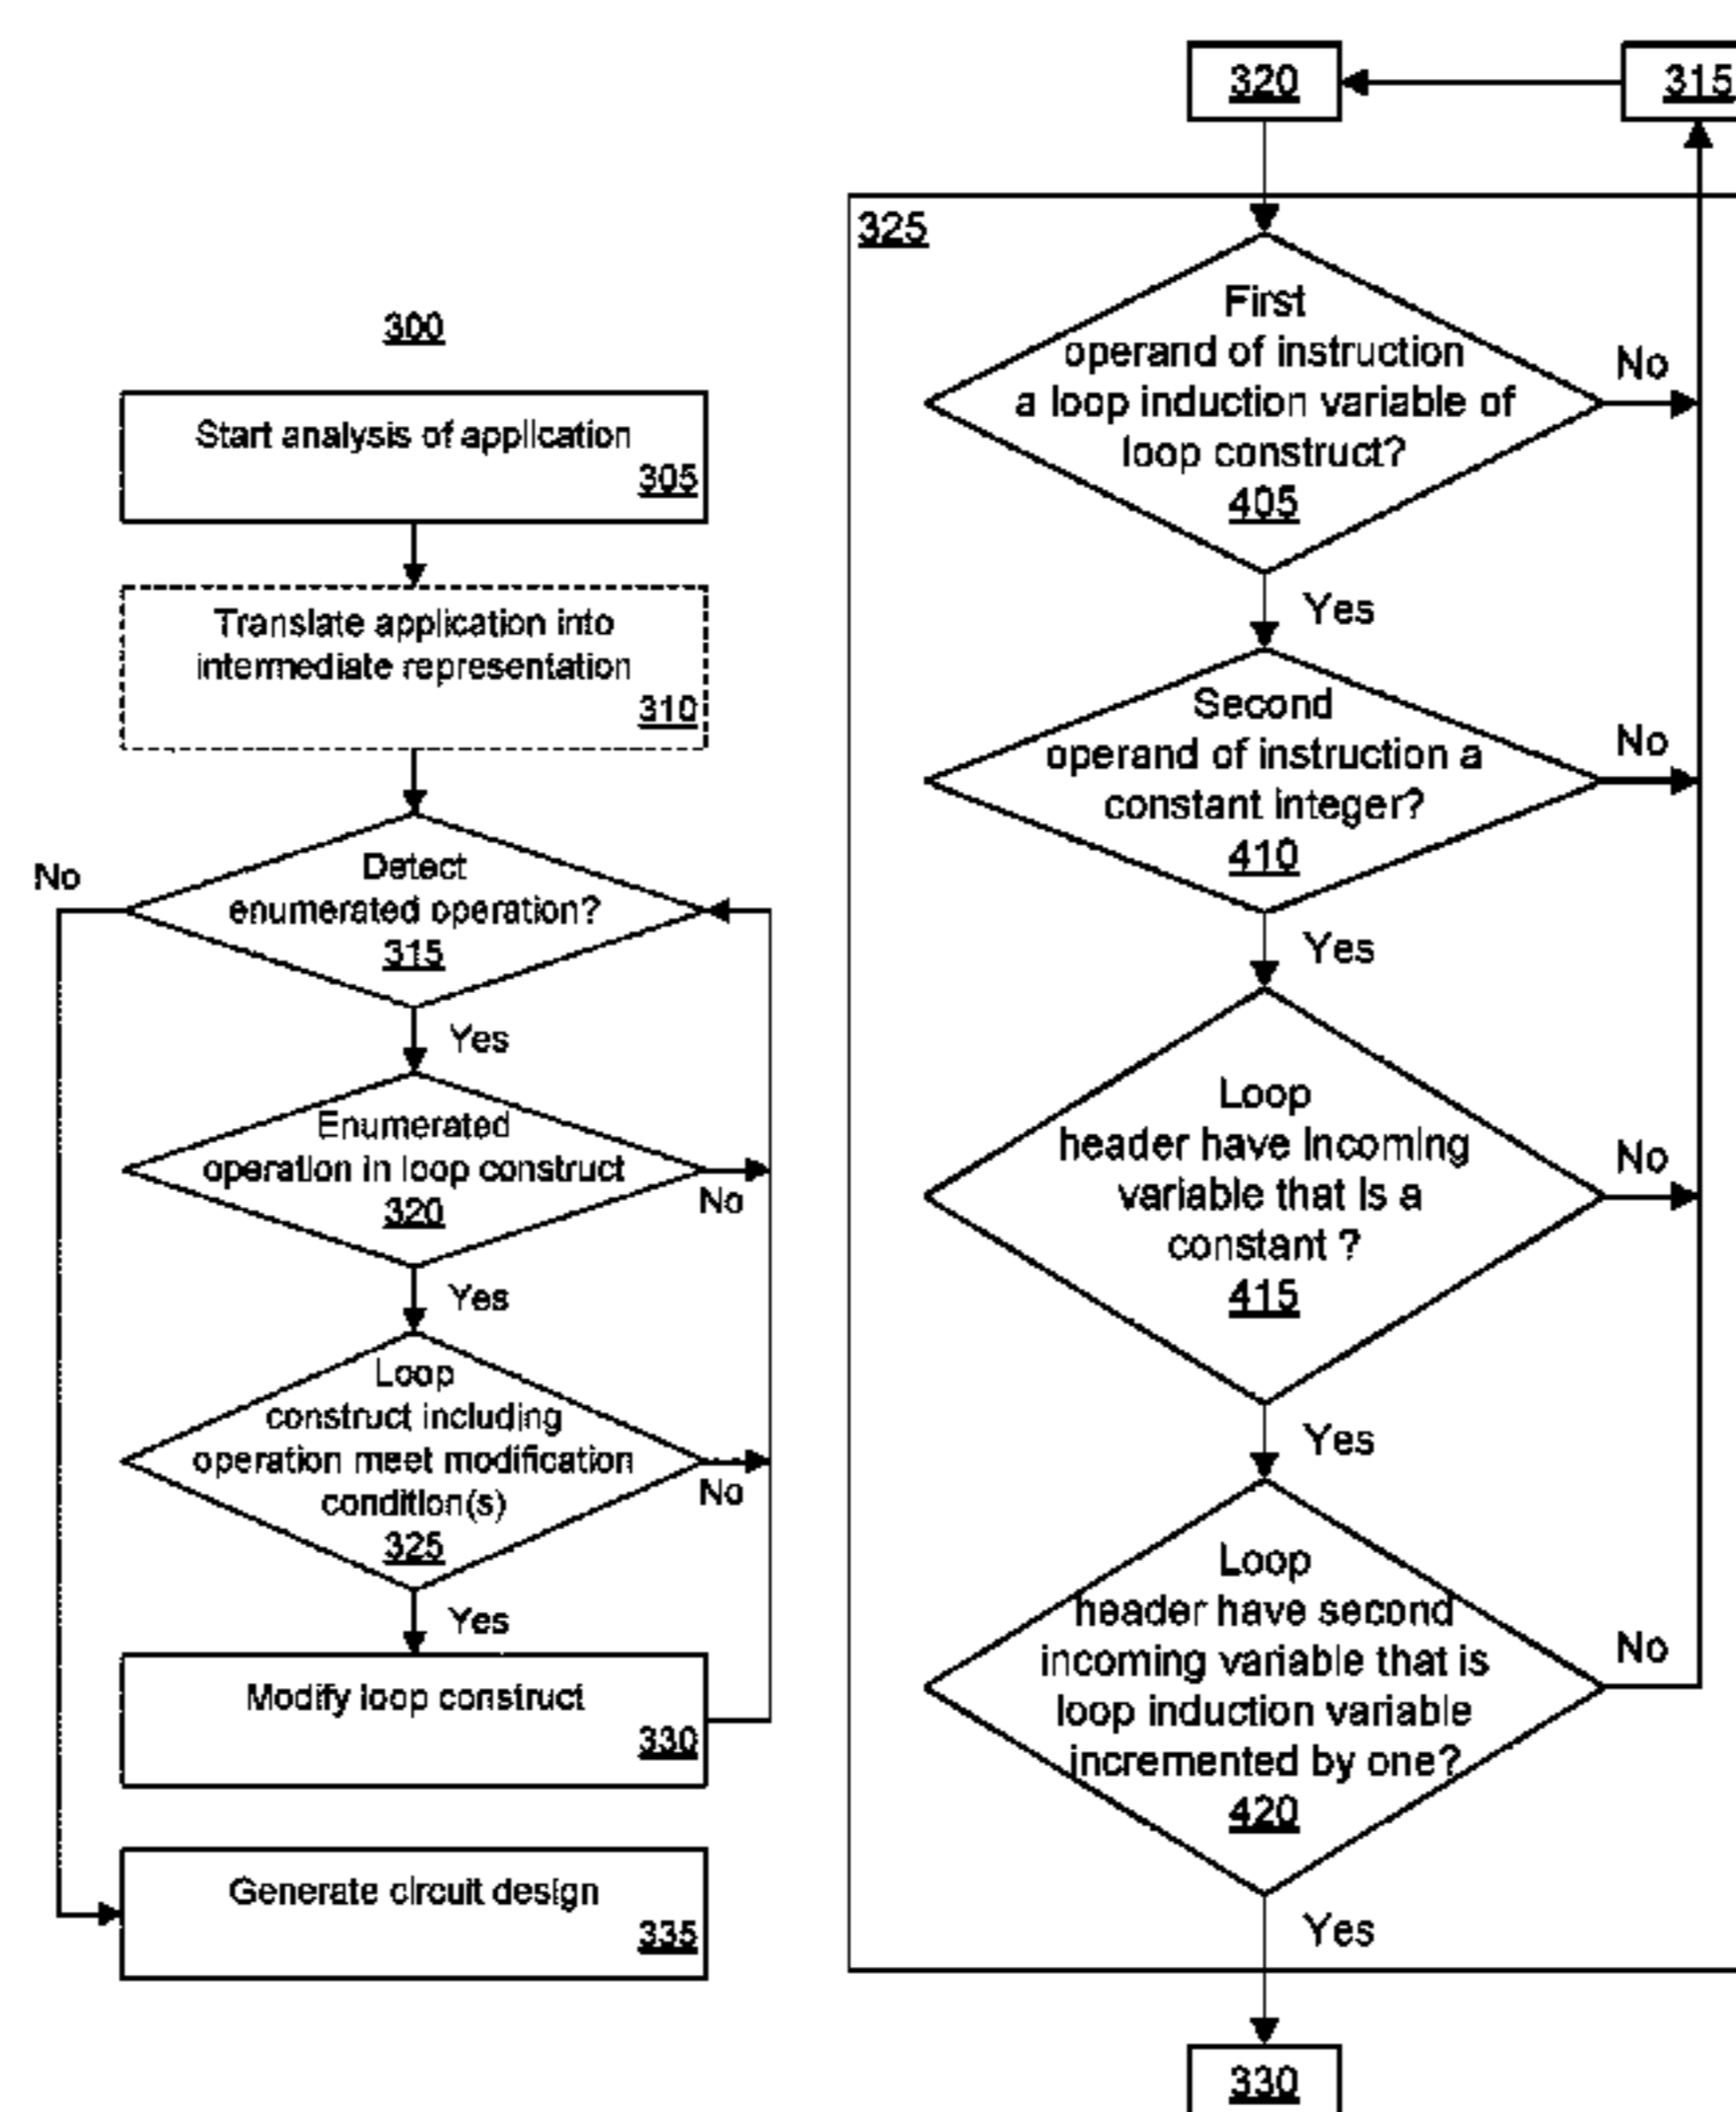 300
Start analysis of application
305
Translate application into
intermediate representation
310
No
Detect
enumerated operation?
315
Yes
Enumerated
operation in loop construct
320
No
Yes
Loop
construct including
operation meet modification
condition(s)
325
No
Yes
Modify loop construct
330
Generate circuit design
335
320
315
325
First
operand of instruction
a loop induction variable of
loop construct?
405
No
Yes
Second
operand of instruction a
constant integer?
410
No
Yes
Loop
header have incoming
variable that is a
constant ?
415
No
Yes
Loop
header have second
incoming variable that is
loop induction variable
incremented by one?
420
No
Yes
330